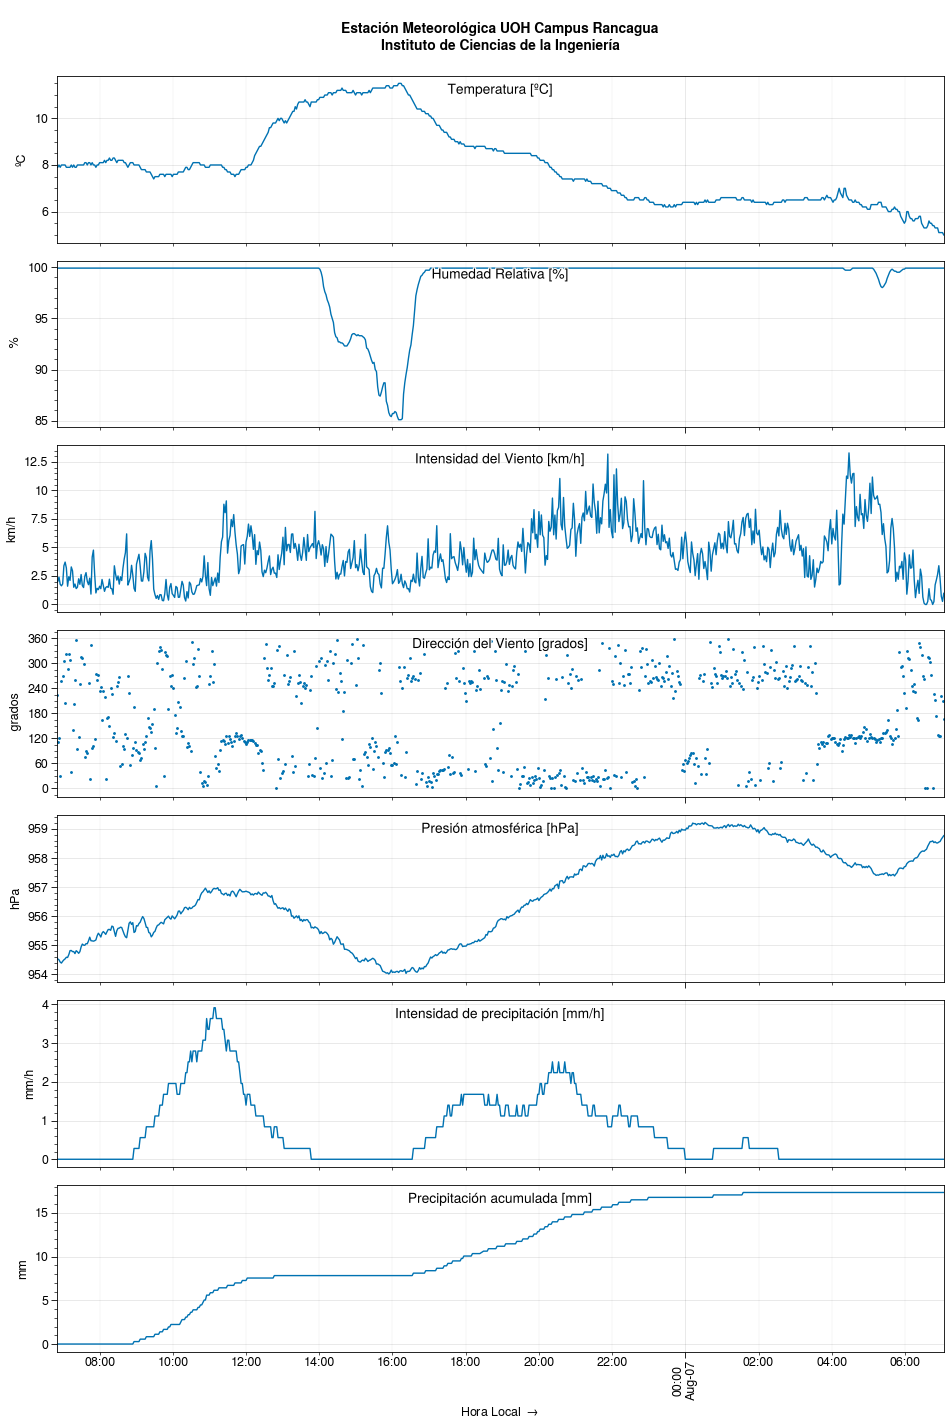 Estación Meteorológica UOH Campus Rancagua
Instituto de Ciencias de la Ingeniería
Temperatura [ºC]
ºC
10
8
6
Humedad Relativa [%]
%
100
95
90
85
Intensidad del Viento [km/h]
km/h
12.5
10
7.5
5
2.5
0
Dirección del Viento [grados]
grados
360
300
240
180
120
60
0
Presión atmosférica [hPa]
hPa
959
958
957
956
955
954
Intensidad de precipitación [mm/h]
mm/h
4
3
2
1
0
Precipitación acumulada [mm]
mm
15
10
5
0
08:00 10:00 12:00 14:00 16:00 18:00 20:00 22:00 00:00 02:00 04:00 06:00
Aug-07
Hora Local →